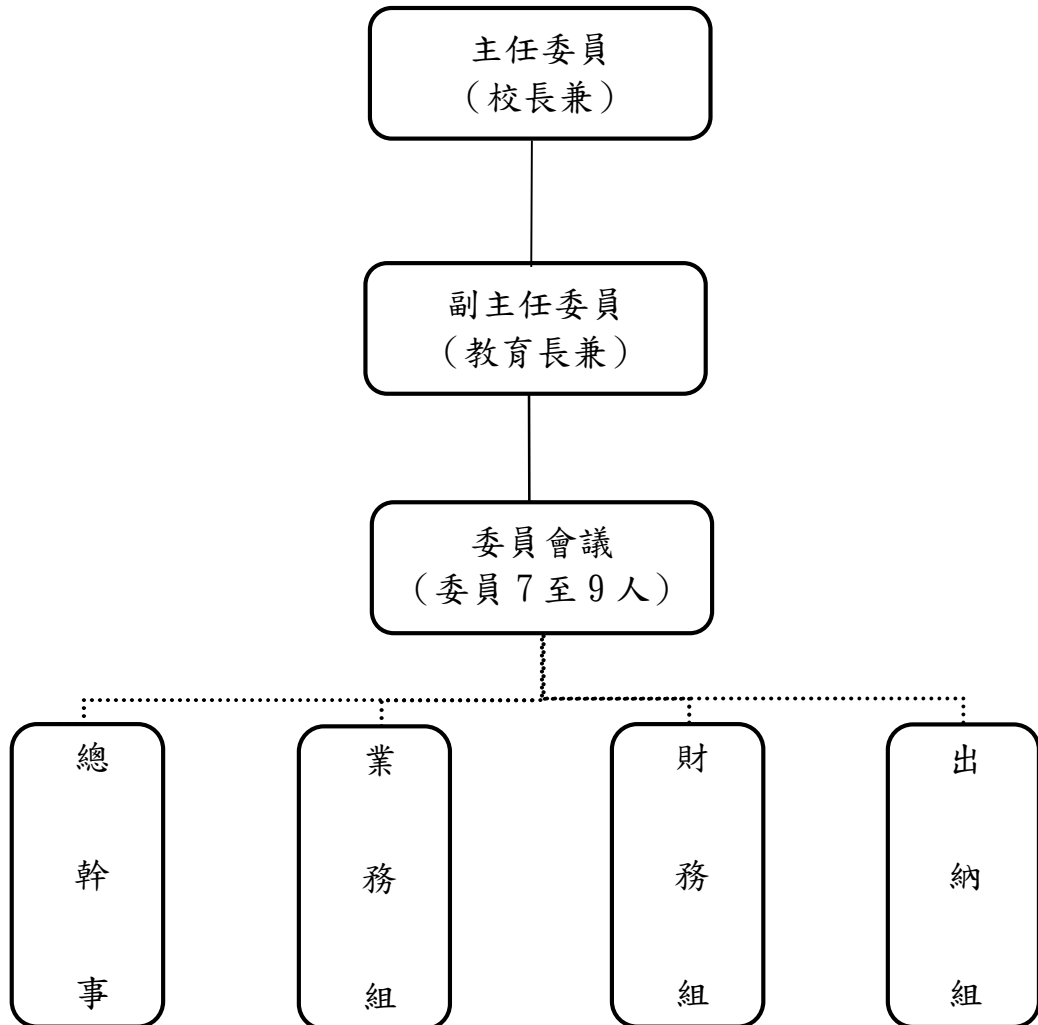 主任委員
（校長兼）
副主任委員
（教育長兼）
委員會議
（委員 7 至 9 人）
總幹事
業務組
財務組
出納組